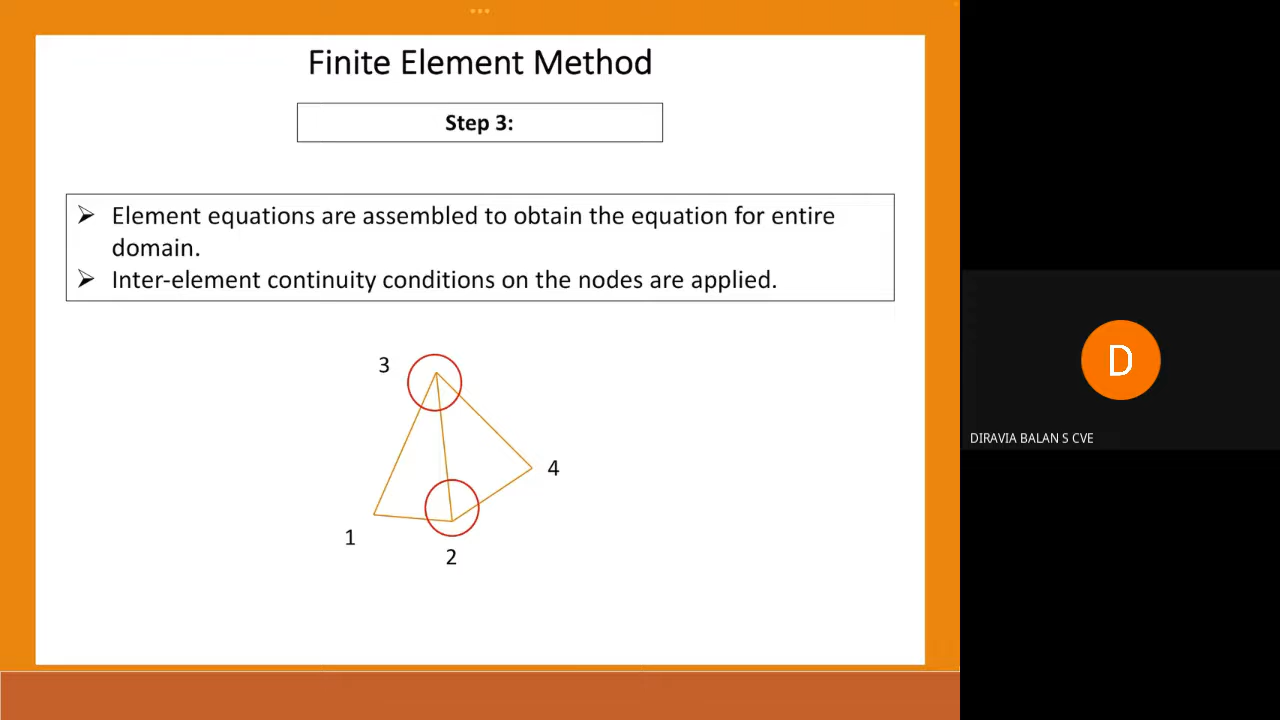 Finite Element Method
Step 3:
➢ Element equations are assembled to obtain the equation for entire
domain.
➢ Inter-element continuity conditions on the nodes are applied.
3
4
1
2
D
DIRAVIA BALAN S CVE